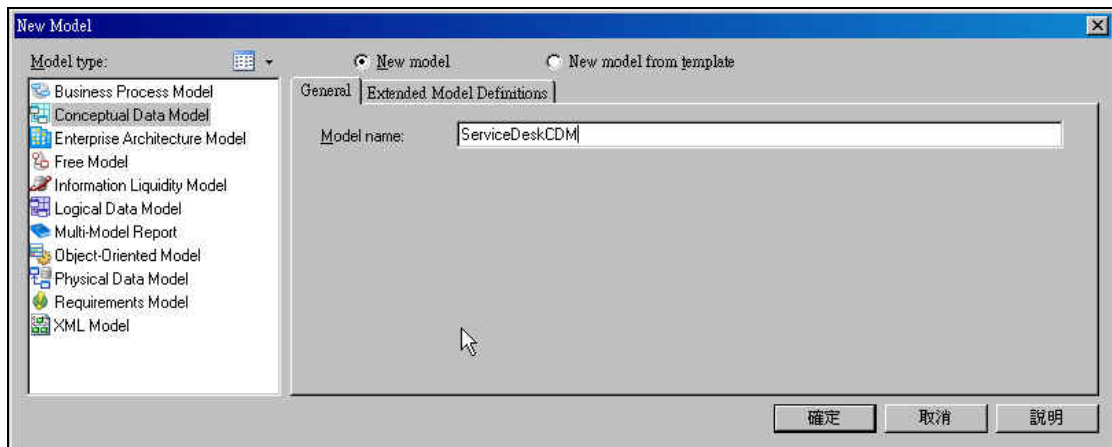 New Model
Model type:
New model
New model from template
Business Process Model
Conceptual Data Model
Enterprise Architecture Model
Free Model
Information Liquidity Model
Logical Data Model
Multi-Model Report
Object-Oriented Model
Physical Data Model
Requirements Model
XML Model
General
Extended Model Definitions
Model name:
ServiceDeskCDM
確定
取消
說明